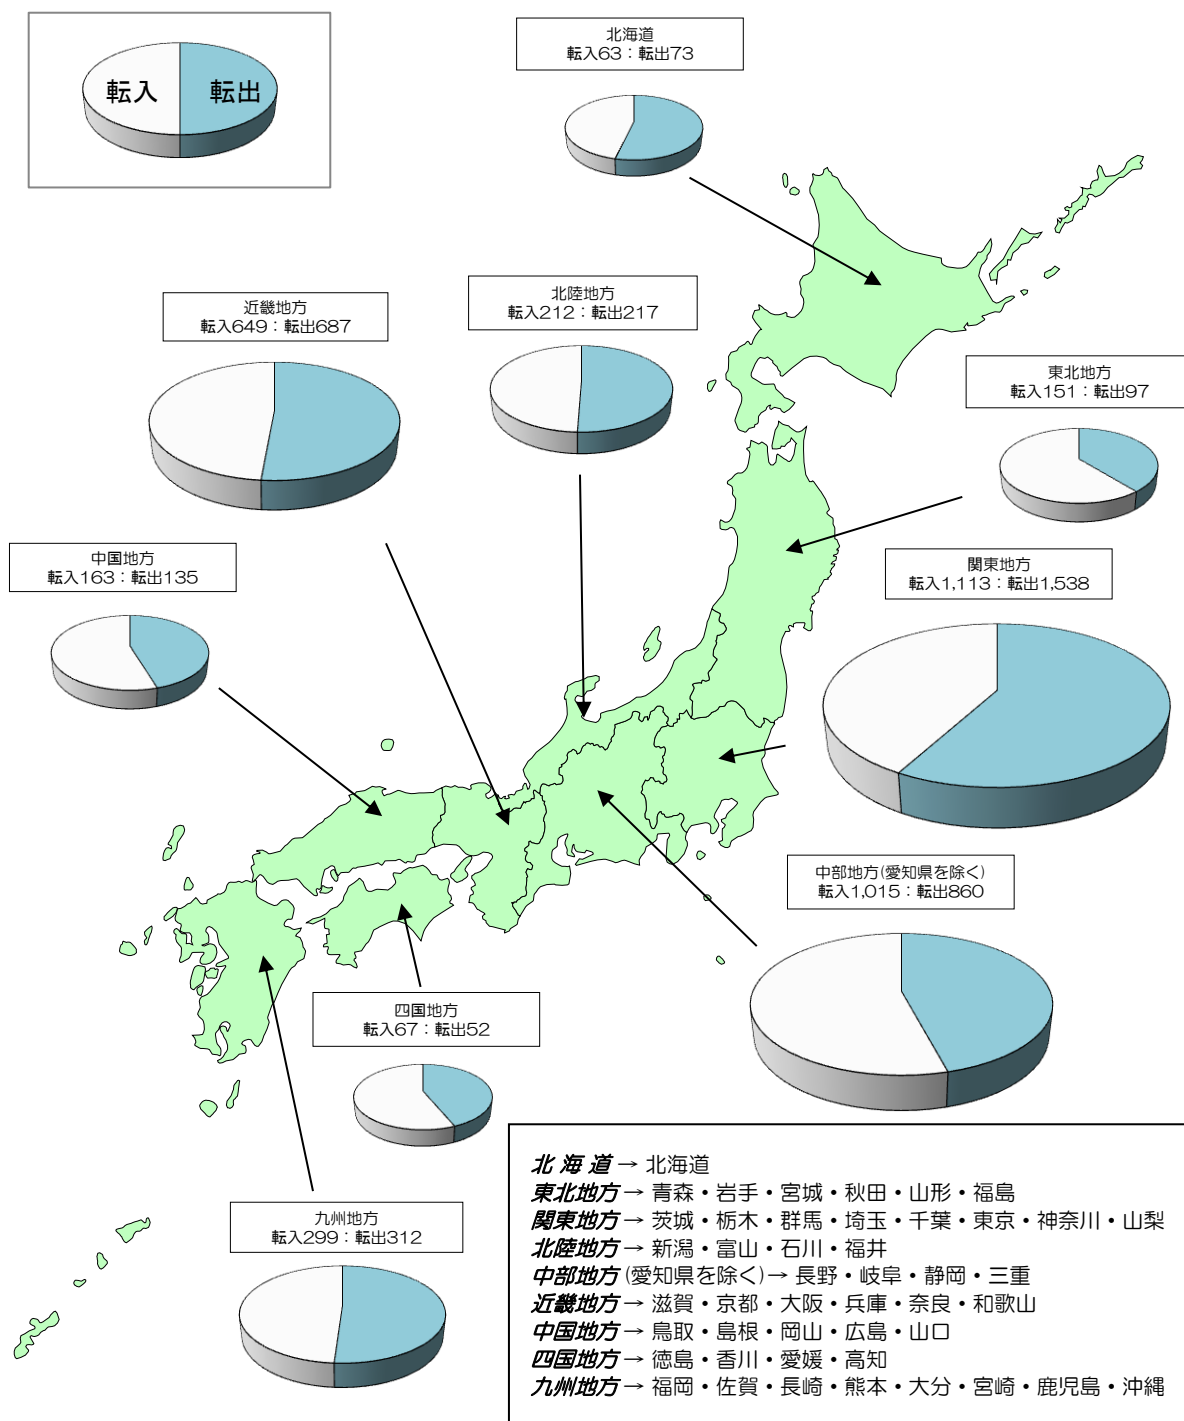 転入 転出
北海道
転入63：転出73
近畿地方
転入649：転出687
北陸地方
転入212：転出217
東北地方
転入151：転出97
中国地方
転入163：転出135
関東地方
転入1,113：転出1,538
中部地方(愛知県を除く)
転入1,015：転出860
四国地方
転入67：転出52
九州地方
転入299：転出312
北 海 道 → 北海道
東北地方 → 青森・岩手・宮城・秋田・山形・福島
関東地方 → 茨城・栃木・群馬・埼玉・千葉・東京・神奈川・山梨
北陸地方 → 新潟・富山・石川・福井
中部地方 (愛知県を除く)→ 長野・岐阜・静岡・三重
近畿地方 → 滋賀・京都・大阪・兵庫・奈良・和歌山
中国地方 → 鳥取・島根・岡山・広島・山口
四国地方 → 徳島・香川・愛媛・高知
九州地方 → 福岡・佐賀・長崎・熊本・大分・宮崎・鹿児島・沖縄